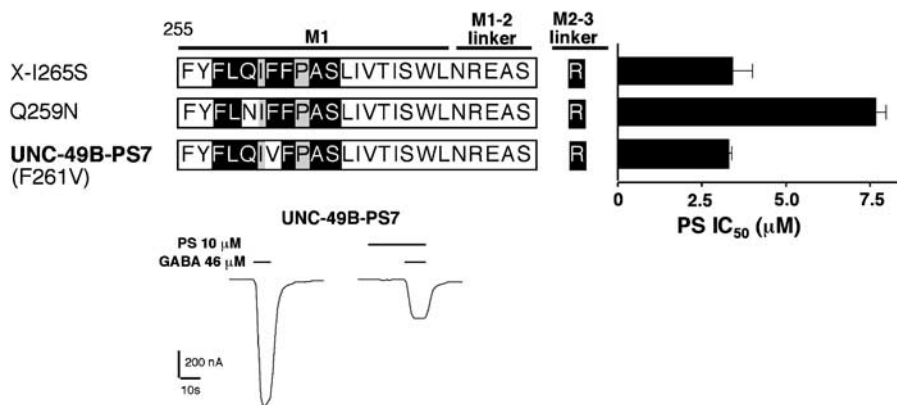 255
M1
M1-2
linker
M2-3
linker
X-I265S
FYFLQIFFPASLIVTISWLNREAS
R
Q259N
FYFLNIFFPASLIVTISWLNREAS
R
UNC-49B-PS7
(F261V)
FYFLQIVFPASLIVTISWLNREAS
R
0 2.5 5.0 7.5
PS IC50 (μM)
UNC-49B-PS7
PS 10 μM
GABA 46 μM
200 nA
10s